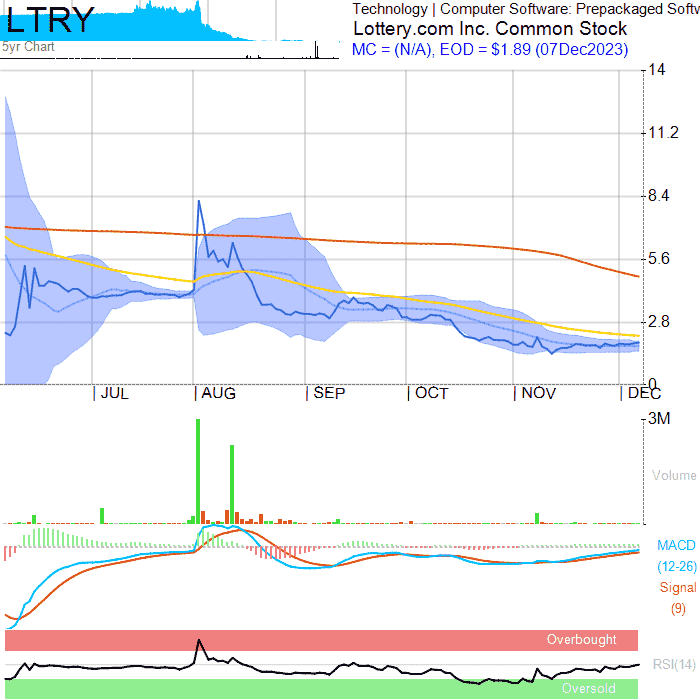 LTRY
5yr Chart
Technology | Computer Software: Prepackaged Softw
Lottery.com Inc. Common Stock
MC = (N/A), EOD = $1.89 (07Dec2023)
14
11.2
8.4
5.6
2.8
0
JUL
AUG
SEP
OCT
NOV
DEC
3M
Volume
MACD
(12-26)
Signal
(9)
Overbought
RSI(14)
Oversold